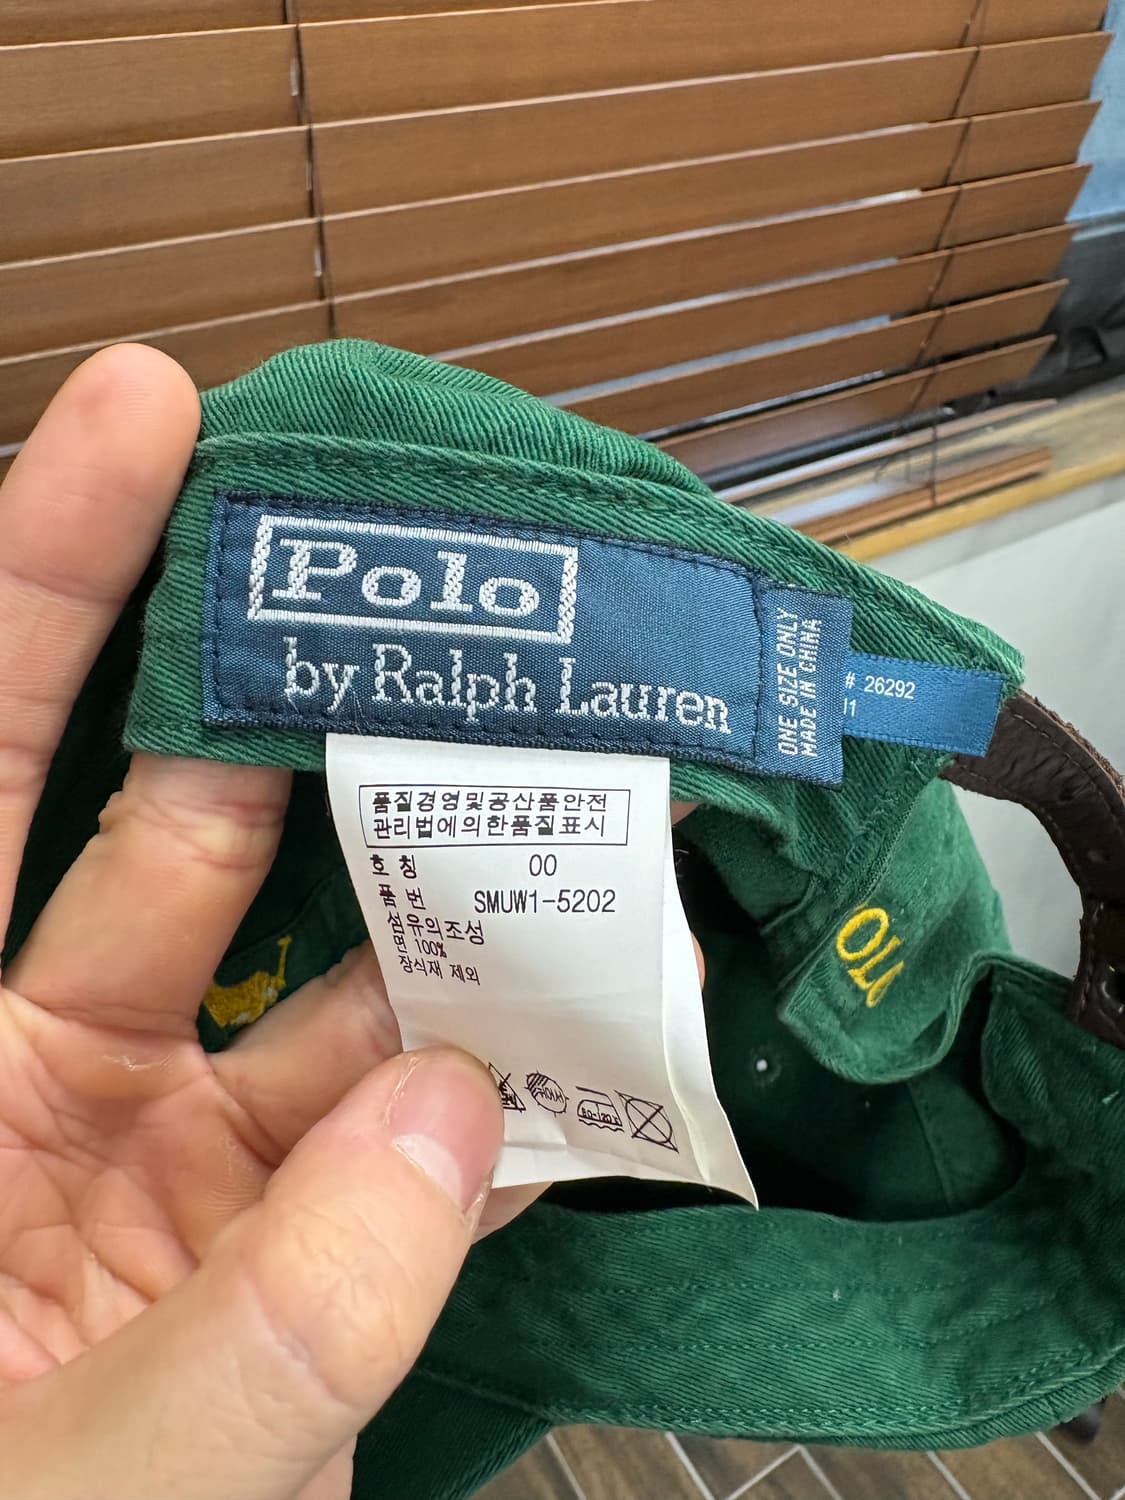 Polo
by Ralph Lauren
ONE SIZE ONLY
MADE IN CHINA
# 26292
품질경영및공산품안전
관리법에의한품질표시
호 칭 00
품 번 SMUW1-5202
섬유의조성
면 100%
장식재 제외